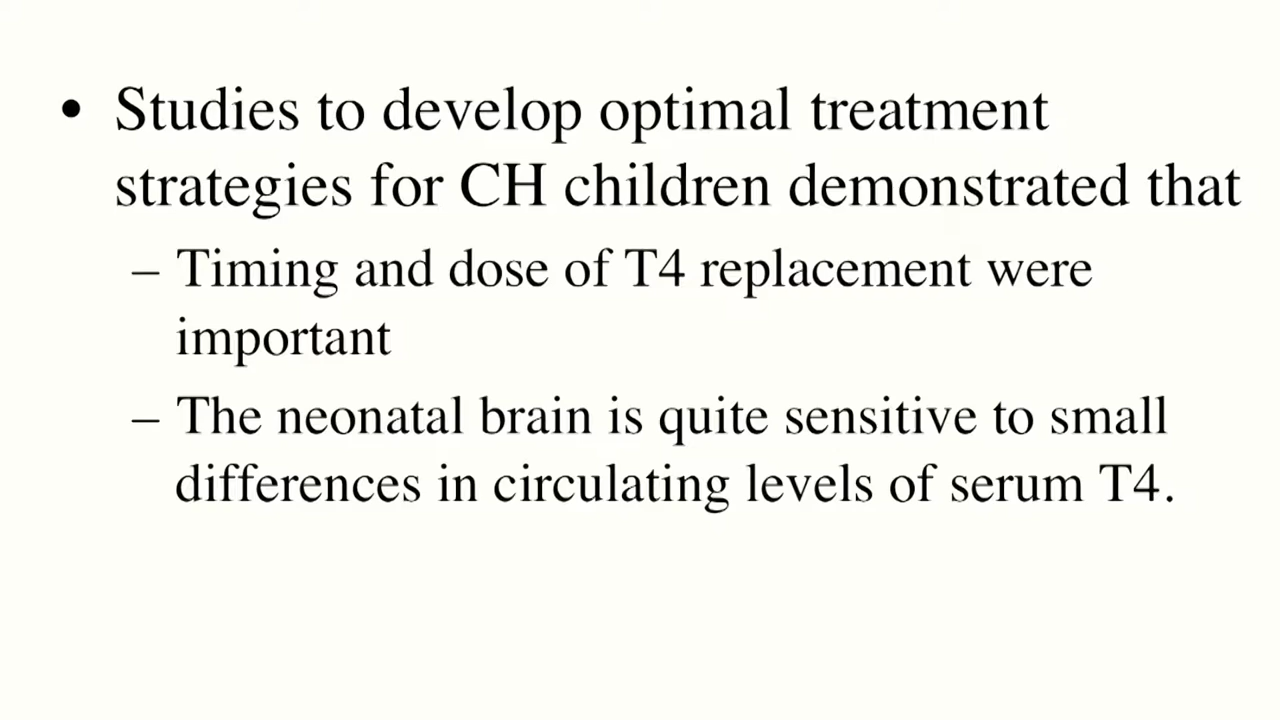 • Studies to develop optimal treatment
strategies for CH children demonstrated that
– Timing and dose of T4 replacement were
important
– The neonatal brain is quite sensitive to small
differences in circulating levels of serum T4.